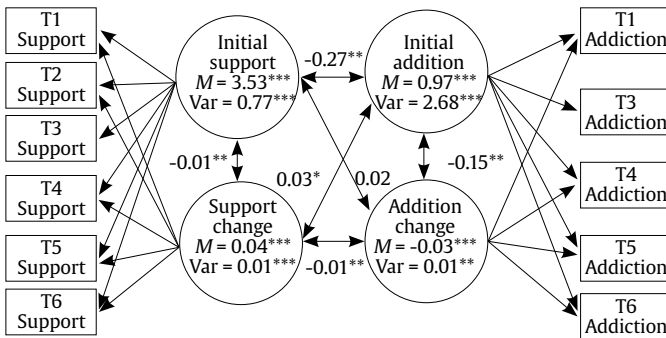 T1
Support
T2
Support
T3
Support
T4
Support
T5
Support
T6
Support
Initial
support
M = 3.53***
Var = 0.77***
-0.27**
Initial
addition
M = 0.97***
Var = 2.68***
-0.01**
0.03*
0.02
-0.15**
Support
change
M = 0.04***
Var = 0.01***
-0.01**
Addition
change
M = -0.03***
Var = 0.01**
T1
Addiction
T3
Addiction
T4
Addiction
T5
Addiction
T6
Addiction